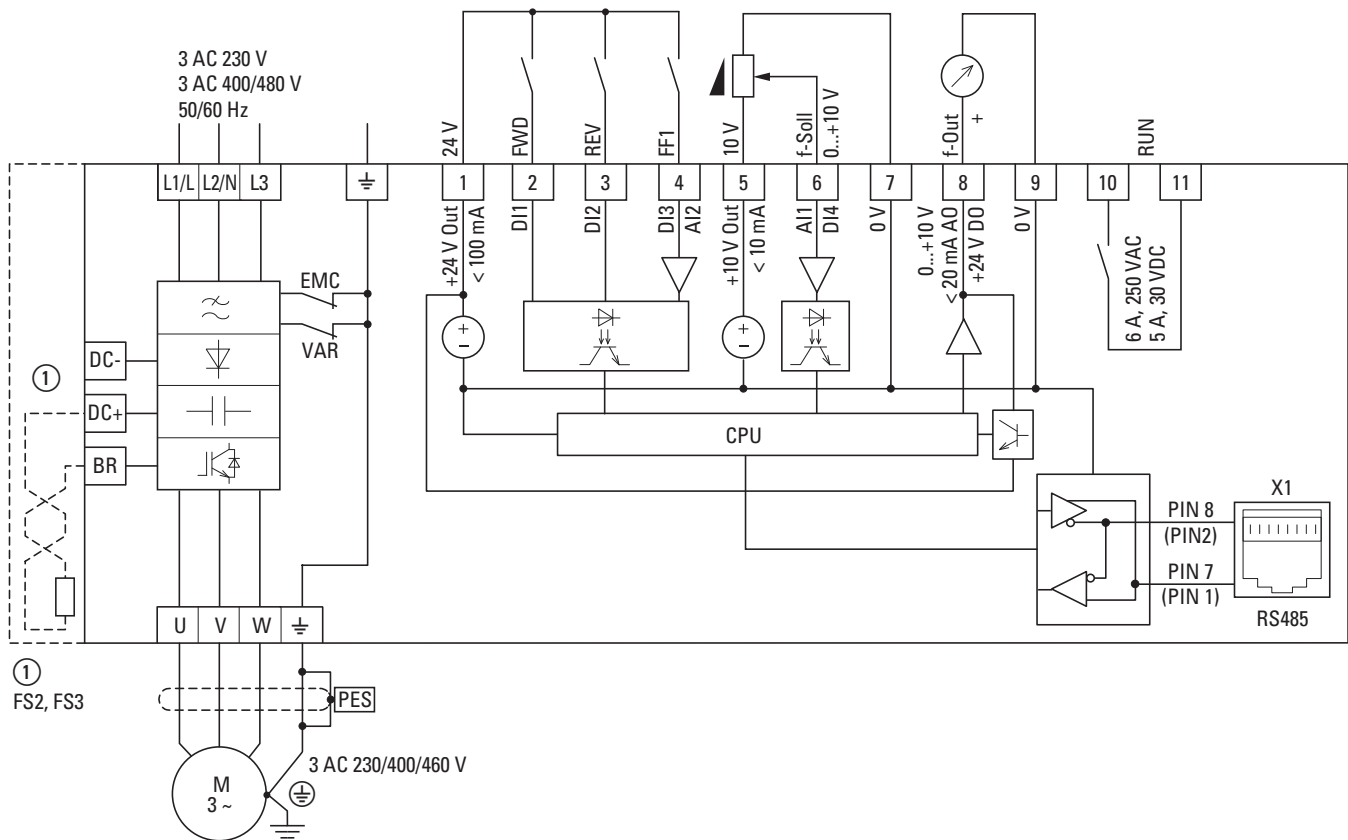 3 AC 230 V
3 AC 400/480 V
50/60 Hz
24 V
FWD
REV
FF1
10 V
f-Soll
0...+10 V
f-Out
+
RUN
L1/L
L2/N
L3
1
2
3
4
5
6
7
8
9
10
11
+24 V Out
< 100 mA
DI1
DI2
DI3
AI2
+10 V Out
< 10 mA
AI1
DI4
0 V
0...+10 V
< 20 mA AO
+24 V DO
0 V
6 A, 250 VAC
5 A, 30 VDC
EMC
VAR
+
-
+
-
DC-
1
DC+
BR
CPU
X1
PIN 8
(PIN2)
PIN 7
(PIN 1)
RS485
U
V
W
1
FS2, FS3
PES
3 AC 230/400/460 V
M
3 ~